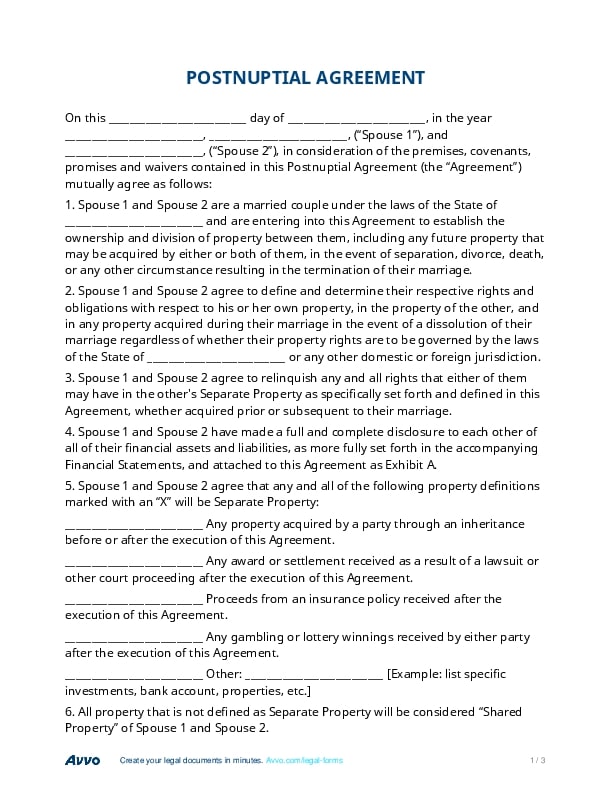 POSTNUPTIAL AGREEMENT
On this ________________________ day of ________________________, in the year
________________________, ________________________, (“Spouse 1”), and
________________________, (“Spouse 2”), in consideration of the premises, covenants,
promises and waivers contained in this Postnuptial Agreement (the “Agreement”)
mutually agree as follows:
1. Spouse 1 and Spouse 2 are a married couple under the laws of the State of
________________________ and are entering into this Agreement to establish the
ownership and division of property between them, including any future property that
may be acquired by either or both of them, in the event of separation, divorce, death,
or any other circumstance resulting in the termination of their marriage.
2. Spouse 1 and Spouse 2 agree to define and determine their respective rights and
obligations with respect to his or her own property, in the property of the other, and
in any property acquired during their marriage in the event of a dissolution of their
marriage regardless of whether their property rights are to be governed by the laws
of the State of ________________________ or any other domestic or foreign jurisdiction.
3. Spouse 1 and Spouse 2 agree to relinquish any and all rights that either of them
may have in the other's Separate Property as specifically set forth and defined in this
Agreement, whether acquired prior or subsequent to their marriage.
4. Spouse 1 and Spouse 2 have made a full and complete disclosure to each other of
all of their financial assets and liabilities, as more fully set forth in the accompanying
Financial Statements, and attached to this Agreement as Exhibit A.
5. Spouse 1 and Spouse 2 agree that any and all of the following property definitions
marked with an “X” will be Separate Property:
________________________ Any property acquired by a party through an inheritance
before or after the execution of this Agreement.
________________________ Any award or settlement received as a result of a lawsuit or
other court proceeding after the execution of this Agreement.
________________________ Proceeds from an insurance policy received after the
execution of this Agreement.
________________________ Any gambling or lottery winnings received by either party
after the execution of this Agreement.
________________________ Other: ________________________ [Example: list specific
investments, bank account, properties, etc.]
6. All property that is not defined as Separate Property will be considered “Shared
Property” of Spouse 1 and Spouse 2.
Avvo Create your legal documents in minutes. Avvo.com/legal-forms 1 / 3